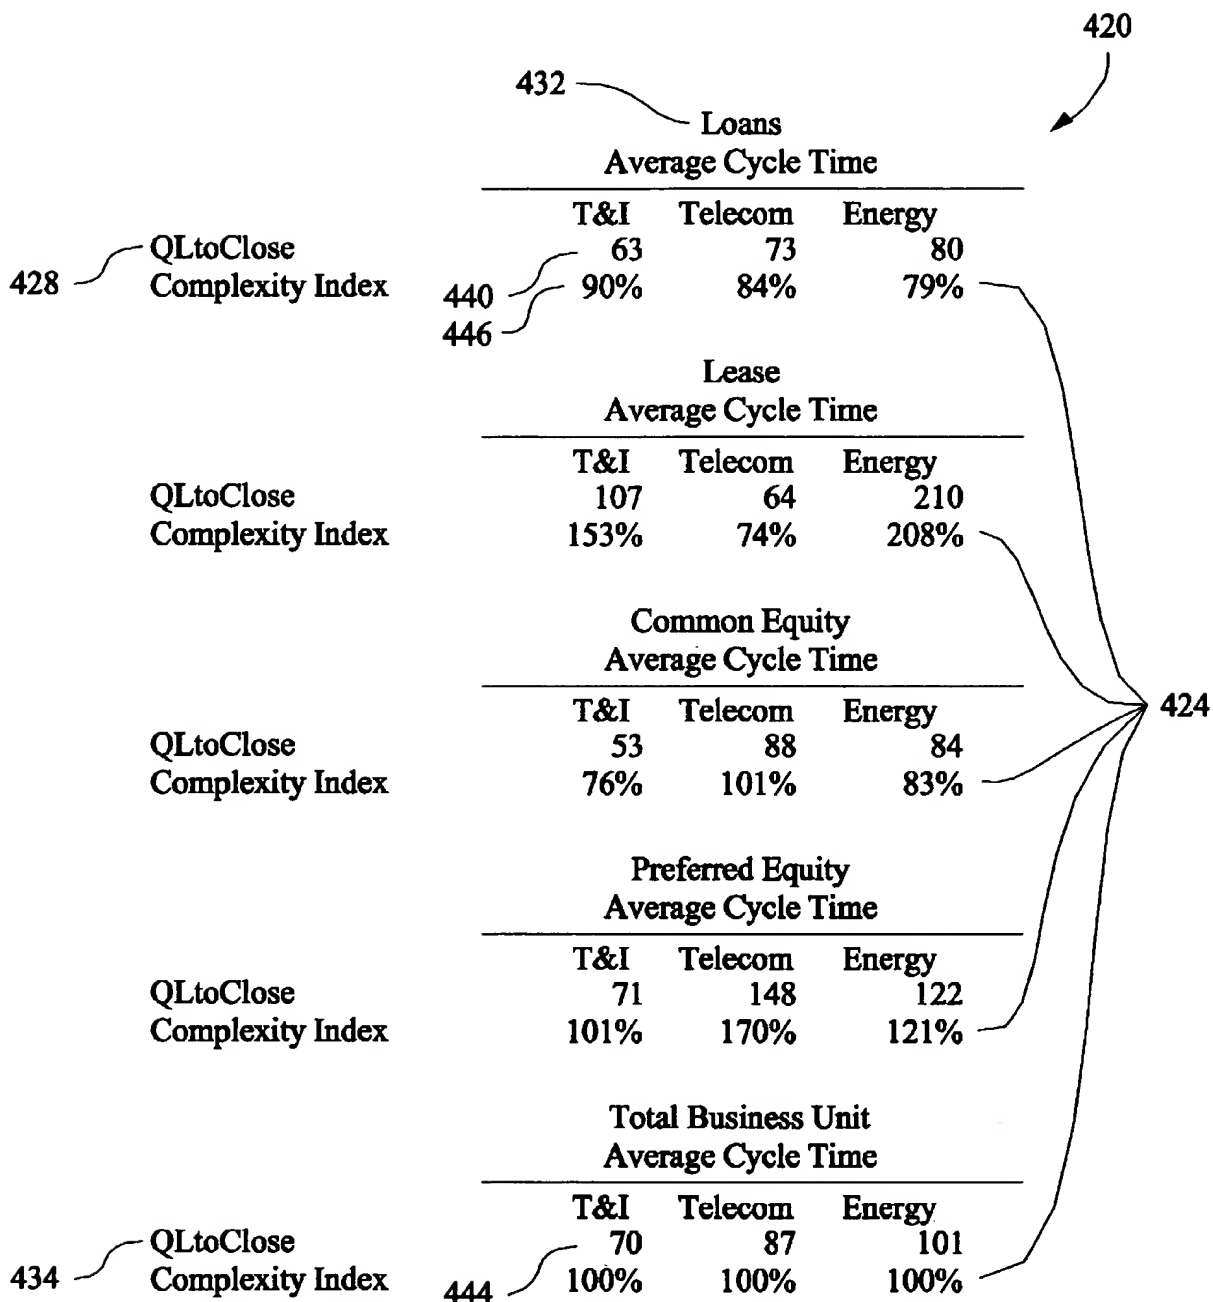 420
432
Loans
Average Cycle Time
T&I Telecom Energy
QLtoClose 63 73 80
428 Complexity Index 440 90% 84% 79%
446
Lease
Average Cycle Time
T&I Telecom Energy
QLtoClose 107 64 210
Complexity Index 153% 74% 208%
Common Equity
Average Cycle Time
T&I Telecom Energy
424
QLtoClose 53 88 84
Complexity Index 76% 101% 83%
Preferred Equity
Average Cycle Time
T&I Telecom Energy
QLtoClose 71 148 122
Complexity Index 101% 170% 121%
Total Business Unit
Average Cycle Time
T&I Telecom Energy
QLtoClose 70 87 101
434 Complexity Index 444 100% 100% 100%